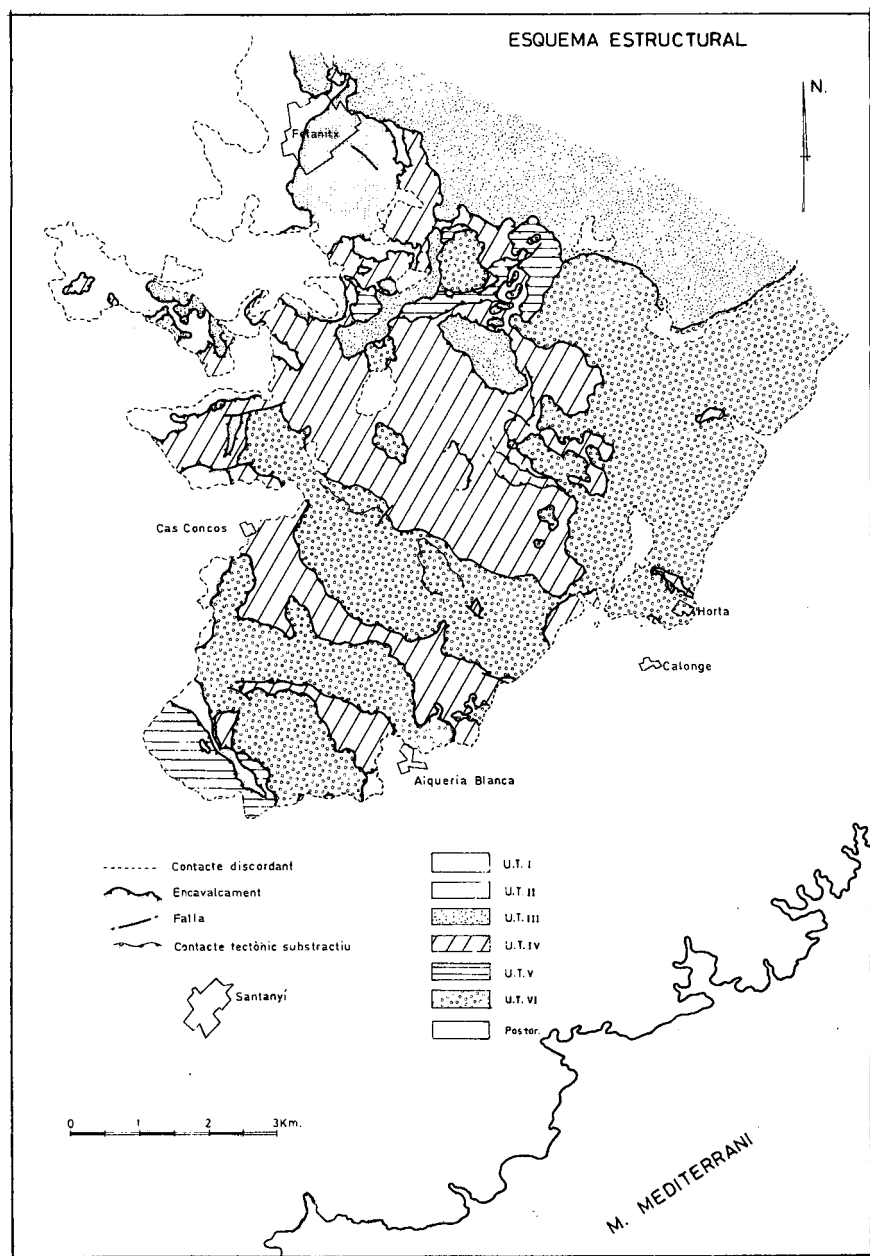 ESQUEMA ESTRUCTURAL
N.
Felanitx
Cas Concos
Horta
Calonge
Alqueria Blanca
Contacte discordant
Encavalcament
Falla
Contacte tectònic substractiu
Santanyí
U.T. I
U.T. II
U.T. III
U.T. IV
U.T. V
U.T. VI
Postor.
0 1 2 3Km.
M. MEDITERRANI